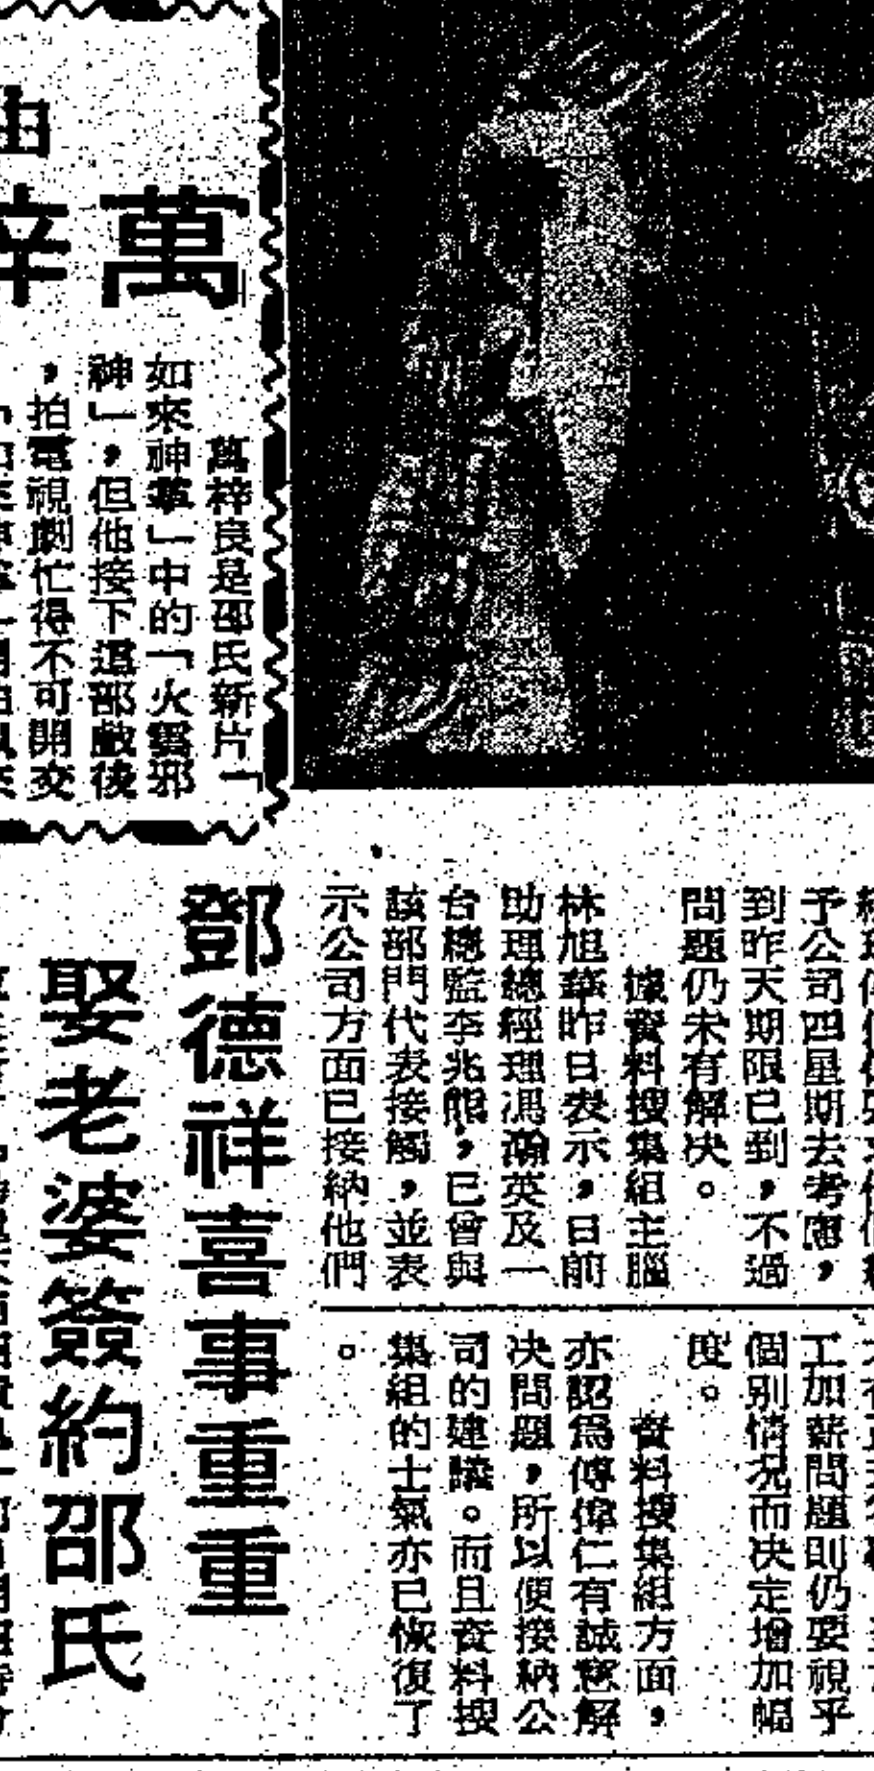 萬
萬梓良是邵氏新片「
如來神掌」中的「火雲邪
神」,但他接下這部戲後
,拍電視劇忙得不可開交
予公司四星期去考慮,
到昨天期限已到,不過
問題仍未有解决。
據資料搜集組主腦
林旭華昨日表示,日前
助理總經理馮瀚英及一
台總監李兆熊,已曾與
該部門代表接觸,並表
示公司方面已接納他們
工加薪問題則仍要視乎
個別情况而决定增加幅
度。
資料搜集組方面,
亦認爲傅偉仁有誠意解
决問題,所以便接納公
司的建議。而且資料搜
集組的士氣亦已恢復了
。
鄧德祥喜事重重
娶老婆簽約邵氏